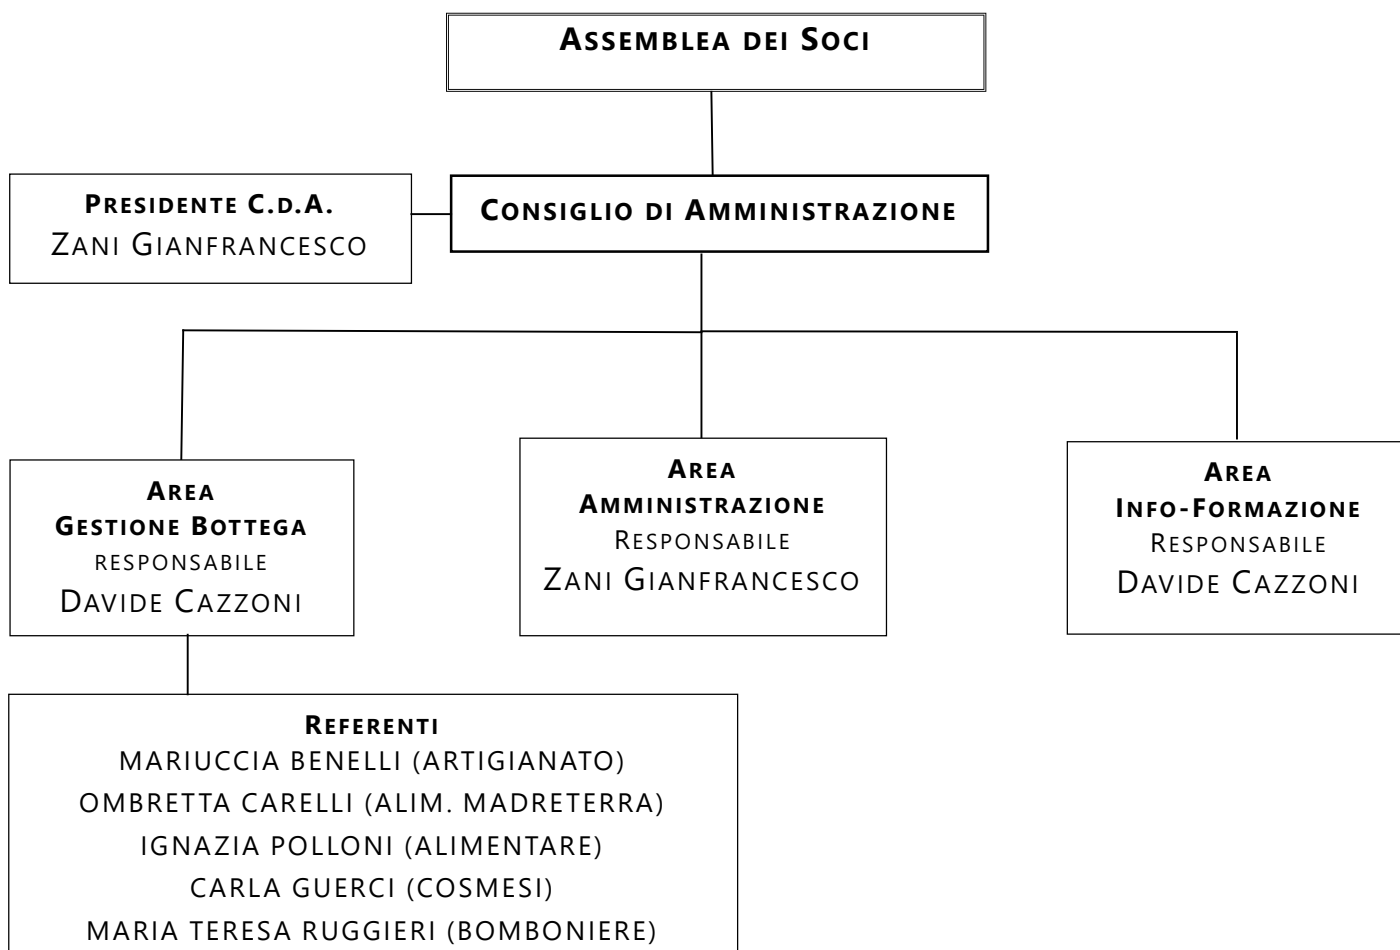 ASSEMBLEA DEI SOCI
PRESIDENTE C.D.A.
ZANI GIANFRANCESCO
CONSIGLIO DI AMMINISTRAZIONE
AREA
GESTIONE BOTTEGA
RESPONSABILE
DAVIDE CAZZONI
AREA
AMMINISTRAZIONE
RESPONSABILE
ZANI GIANFRANCESCO
AREA
INFO-FORMAZIONE
RESPONSABILE
DAVIDE CAZZONI
REFERENTI
MARIUCCIA BENELLI (ARTIGIANATO)
OMBRETTA CARELLI (ALIM. MADRETERRA)
IGNAZIA POLLONI (ALIMENTARE)
CARLA GUERCI (COSMESI)
MARIA TERESA RUGGIERI (BOMBONIERE)